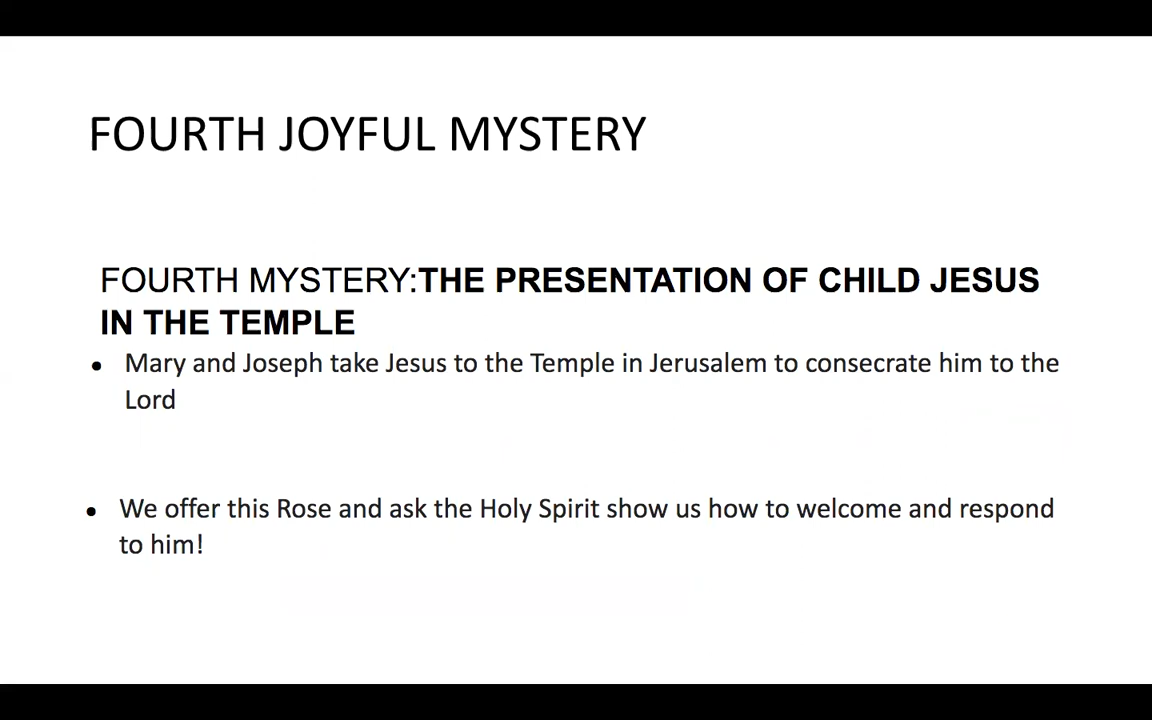 FOURTH JOYFUL MYSTERY
FOURTH MYSTERY:THE PRESENTATION OF CHILD JESUS
IN THE TEMPLE
• Mary and Joseph take Jesus to the Temple in Jerusalem to consecrate him to the
Lord
• We offer this Rose and ask the Holy Spirit show us how to welcome and respond
to him!